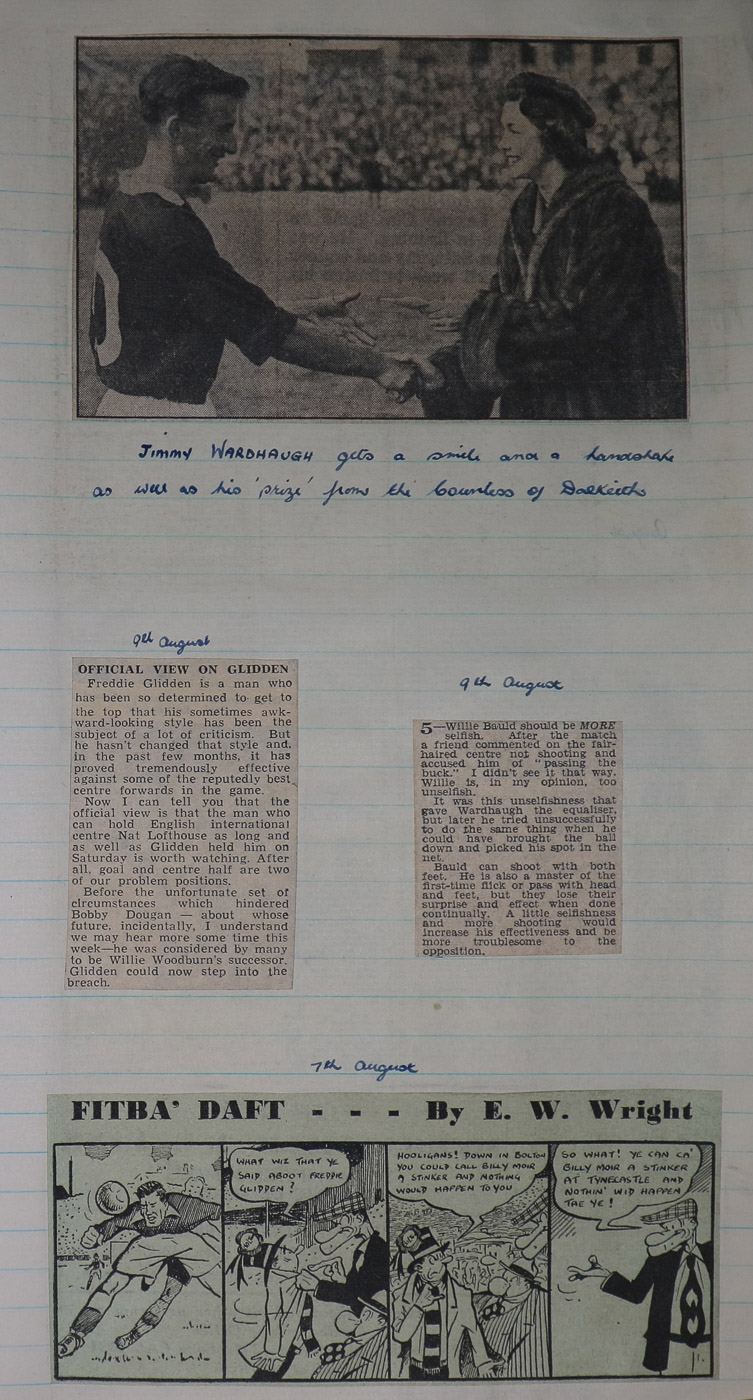 Jimmy WARDHAUGH gets a smile and a handshake
as well as his 'prize' from the Countess of Dalkeith
9th August
OFFICIAL VIEW ON GLIDDEN
Freddie Glidden is a man who
has been so determined to get to
the top that his sometimes awk-
ward-looking style has been the
subject of a lot of criticism. But
he hasn't changed that style and,
in the past few months, it has
proved tremendously effective
against some of the reputedly best
centre forwards in the game.
Now I can tell you that the
official view is that the man who
can hold English international
centre Nat Lofthouse as long and
as well as Glidden held him on
Saturday is worth watching. After
all, goal and centre half are two
of our problem positions.
Before the unfortunate set of
circumstances which hindered
Bobby Dougan — about whose
future, incidentally, I understand
we may hear more some time this
week—he was considered by many
to be Willie Woodburn's successor.
Glidden could now step into the
breach.
9th August
5—Willie Bauld should be MORE
selfish. After the match
a friend commented on the fair-
haired centre not shooting and
accused him of "passing the
buck." I didn't see it that way.
Willie is, in my opinion, too
unselfish.
It was this unselfishness that
gave Wardhaugh the equaliser,
but later he tried unsuccessfully
to do the same thing when he
could have brought the ball
down and picked his spot in the
net.
Bauld can shoot with both
feet. He is also a master of the
first-time flick or pass with head
and feet, but they lose their
surprise and effect when done
continually. A little selfishness
and more shooting would
increase his effectiveness and be
more troublesome to the
opposition.
7th August
FITBA' DAFT - - - By E. W. Wright
WHAT WIZ THAT YE
SAID ABOOT FREDDIE
GLIDDEN?
HOOLIGANS! DOWN IN BOLTON
YOU COULD CALL BILLY MOIR
A STINKER AND NOTHING
WOULD HAPPEN TO YOU
SO WHAT! YE CAN CA'
BILLY MOIR A STINKER
AT TYNECASTLE AND
NOTHIN' WID HAPPEN
TAE YE!